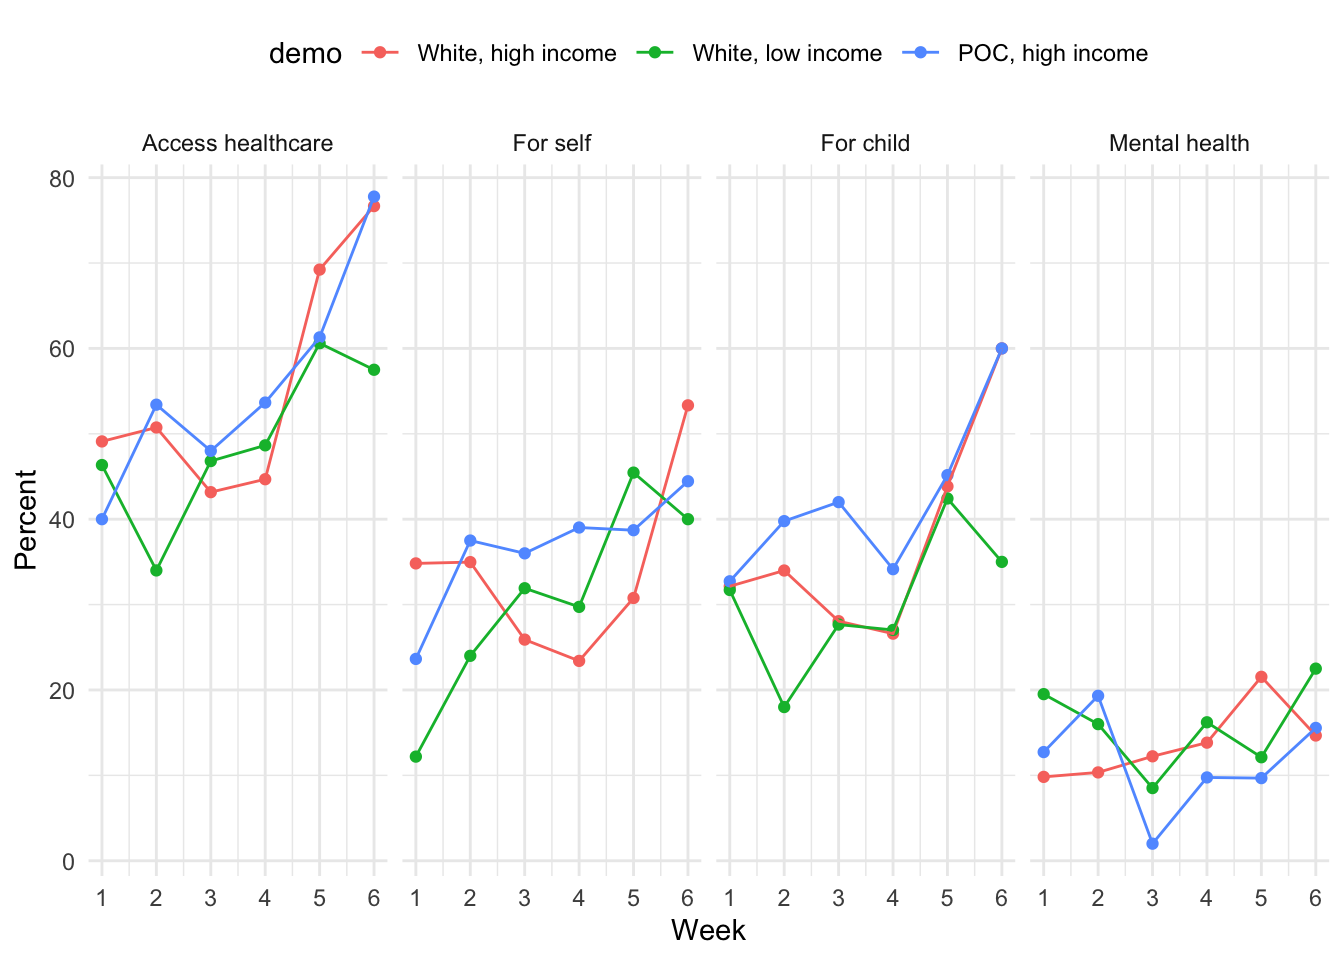 demo White, high income White, low income POC, high income
Access healthcare For self For child Mental health
80
60
40
20
0
Percent
1 2 3 4 5 6 1 2 3 4 5 6 1 2 3 4 5 6 1 2 3 4 5 6
Week